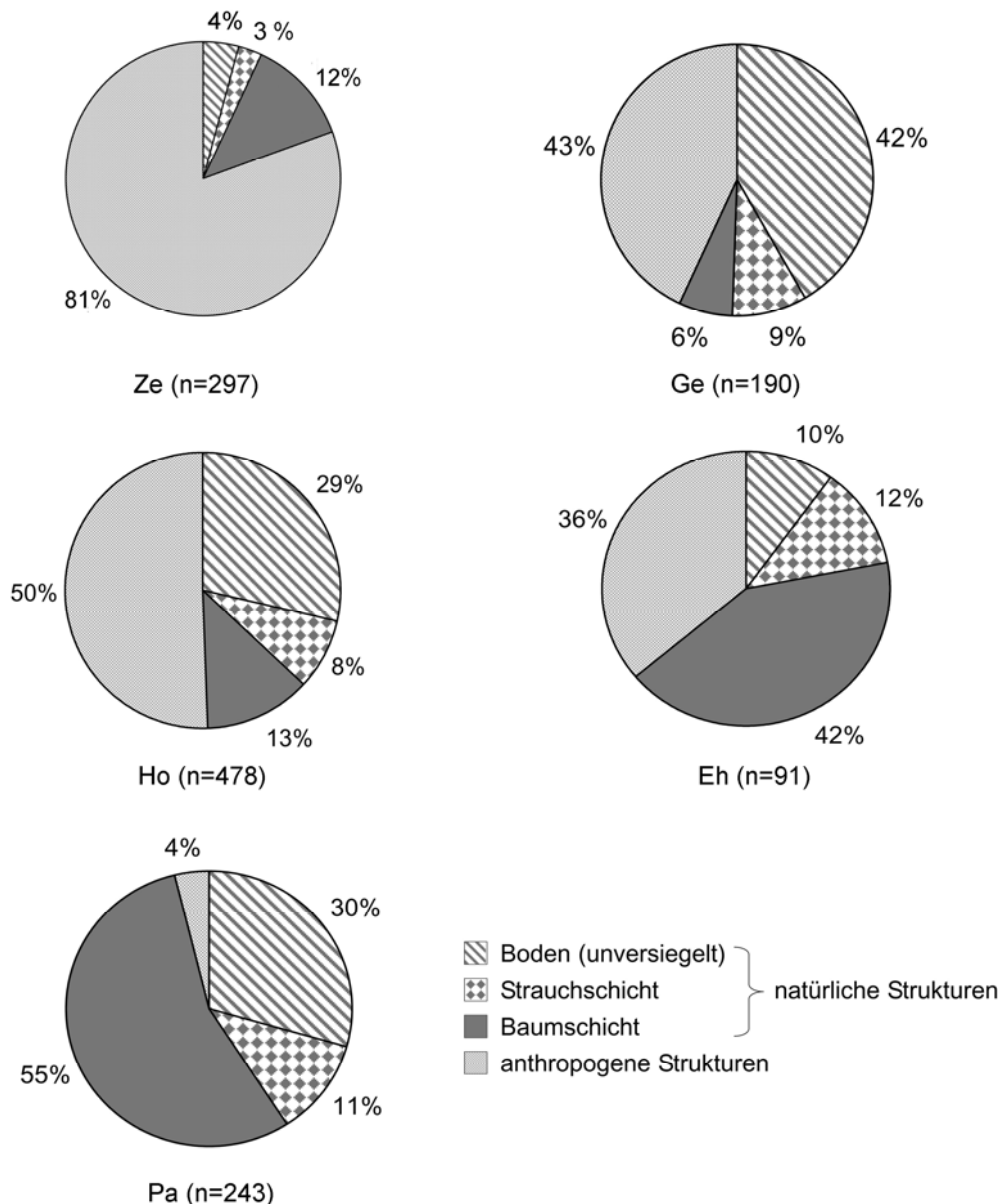 4%
3 %
12%
81%
Ze (n=297)
43%
42%
6%
9%
Ge (n=190)
29%
50%
8%
13%
Ho (n=478)
10%
12%
36%
42%
Eh (n=91)
4%
30%
55%
11%
Pa (n=243)
Boden (unversiegelt)
Strauchschicht
natürliche Strukturen
Baumschicht
anthropogene Strukturen